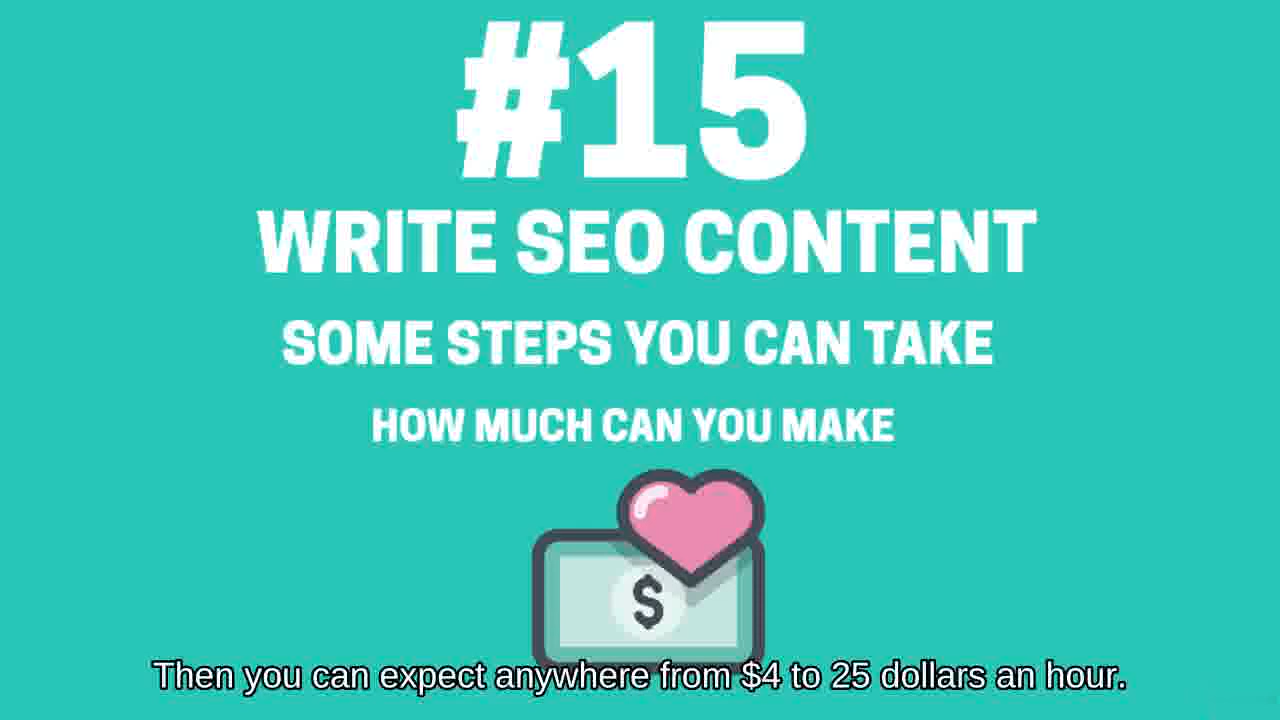 #15
WRITE SEO CONTENT
SOME STEPS YOU CAN TAKE
HOW MUCH CAN YOU MAKE
$
Then you can expect anywhere from $4 to 25 dollars an hour.